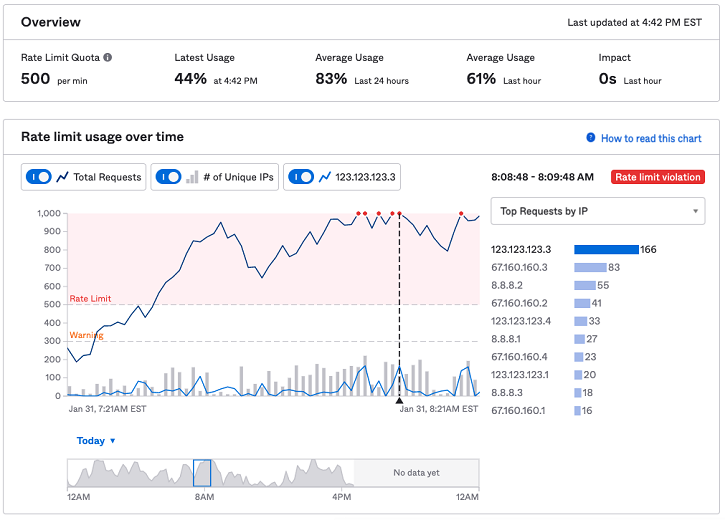 Overview
Last updated at 4:42 PM EST
Rate Limit Quota
Latest Usage
Average Usage
Average Usage
Impact
500 per min
44% at 4:42 PM
83% Last 24 hours
61% Last hour
0s Last hour
Rate limit usage over time
? How to read this chart
I Total Requests
I # of Unique IPs
I 123.123.123.3
8:08:48 - 8:09:48 AM
Rate limit violation
Top Requests by IP
1,000
900
800
700
600
500
400
300
200
100
0
Rate Limit
Warning
Jan 31, 7:21AM EST
Jan 31, 8:21AM EST
123.123.123.3 166
67.160.160.3 83
8.8.8.2 55
67.160.160.2 41
123.123.123.4 33
8.8.8.1 27
67.160.160.4 23
123.123.123.1 20
8.8.8.3 18
67.160.160.1 16
Today
No data yet
12AM
8AM
4PM
12AM